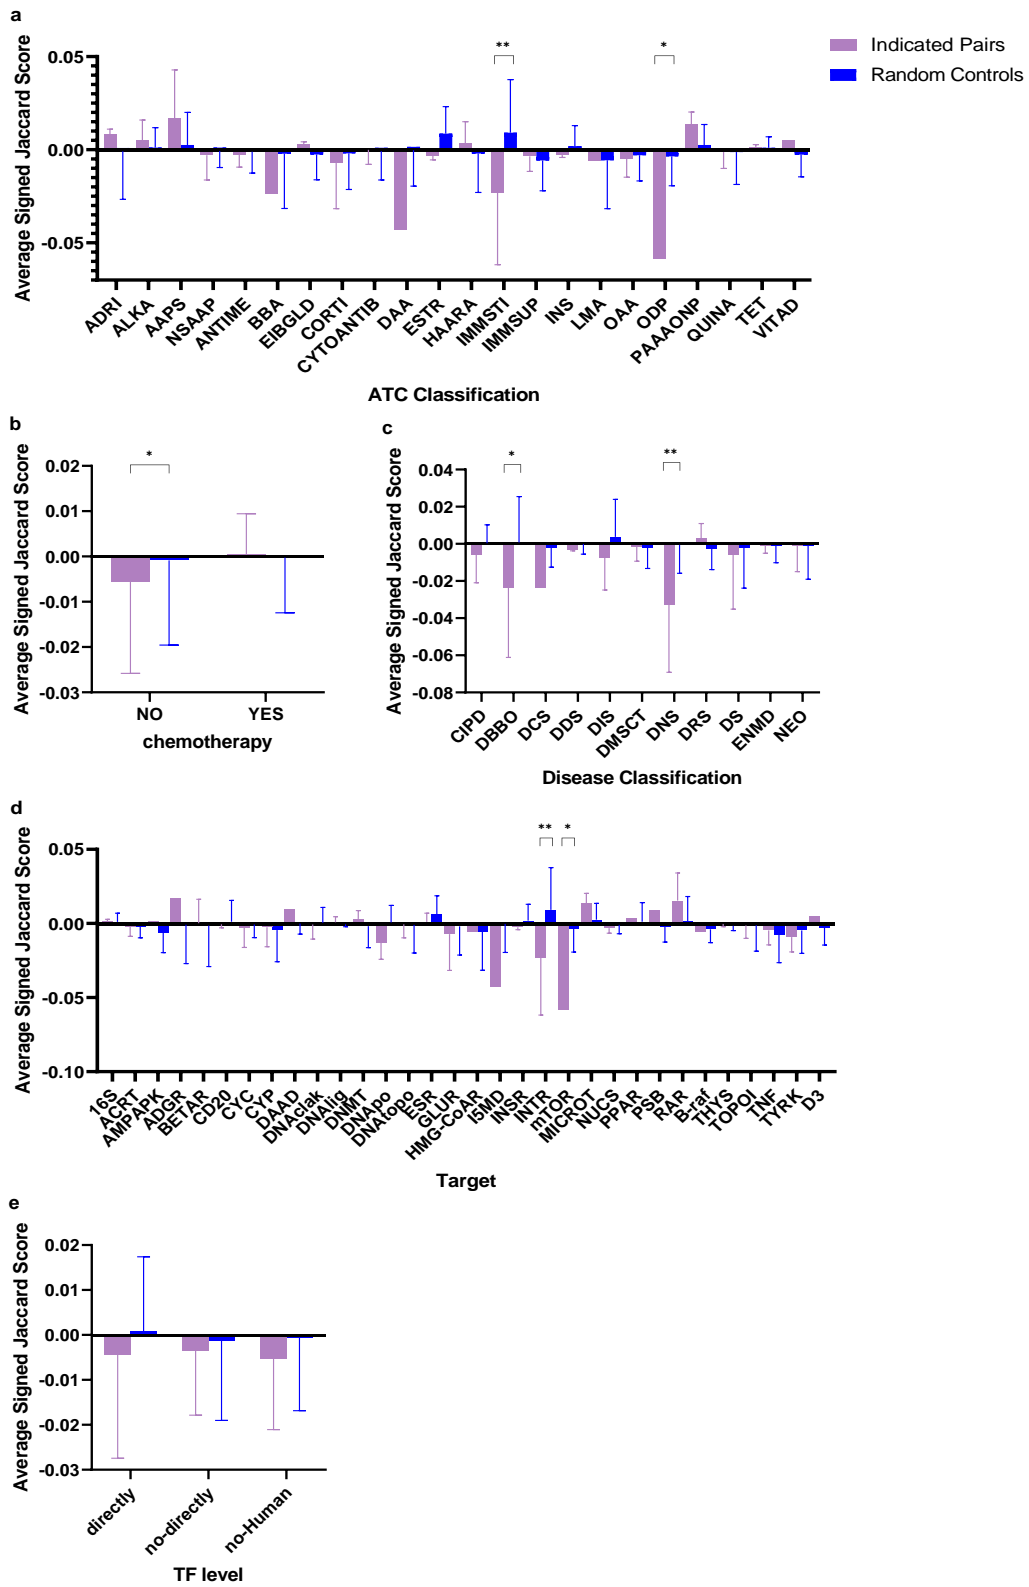 a
Average Signed Jaccard Score
0.05
0.00
-0.05
**
*
Indicated Pairs
Random Controls
ADRI
ALKA
AAPS
NSAAP
ANTIME
BBA
EIBGLD
CORTI
CYTOANTIB
DAA
ESTR
HAARA
IMMSTI
IMMSUP
INS
LMA
OAA
ODP
PAAAONP
QUINA
TET
VITAD
ATC Classification
b
Average Signed Jaccard Score
0.02
0.01
0.00
-0.01
-0.02
-0.03
*
NO
YES
chemotherapy
c
Average Signed Jaccard Score
0.04
0.02
0.00
-0.02
-0.04
-0.06
-0.08
*
**
CIPD
DBBO
DCS
DDS
DIS
DMSCT
DNS
DRS
DS
ENMD
NEO
Disease Classification
d
Average Signed Jaccard Score
0.05
0.00
-0.05
-0.10
**
*
16S
ACRT
AMPAPK
ADGR
BETAR
CD20
CYC
CYP
DAAD
DNAclak
DNAlig
DNMT
DNApo
DNAtopo
ESR
GLUR
HMG-CoAR
I5MD
INSR
INTR
mTOR
MICROT
NUCS
PPAR
PSB
RAR
B-raf
THYS
TOPOI
TNF
TYRK
D3
Target
e
Average Signed Jaccard Score
0.02
0.01
0.00
-0.01
-0.02
-0.03
directly
no-directly
no-Human
TF level